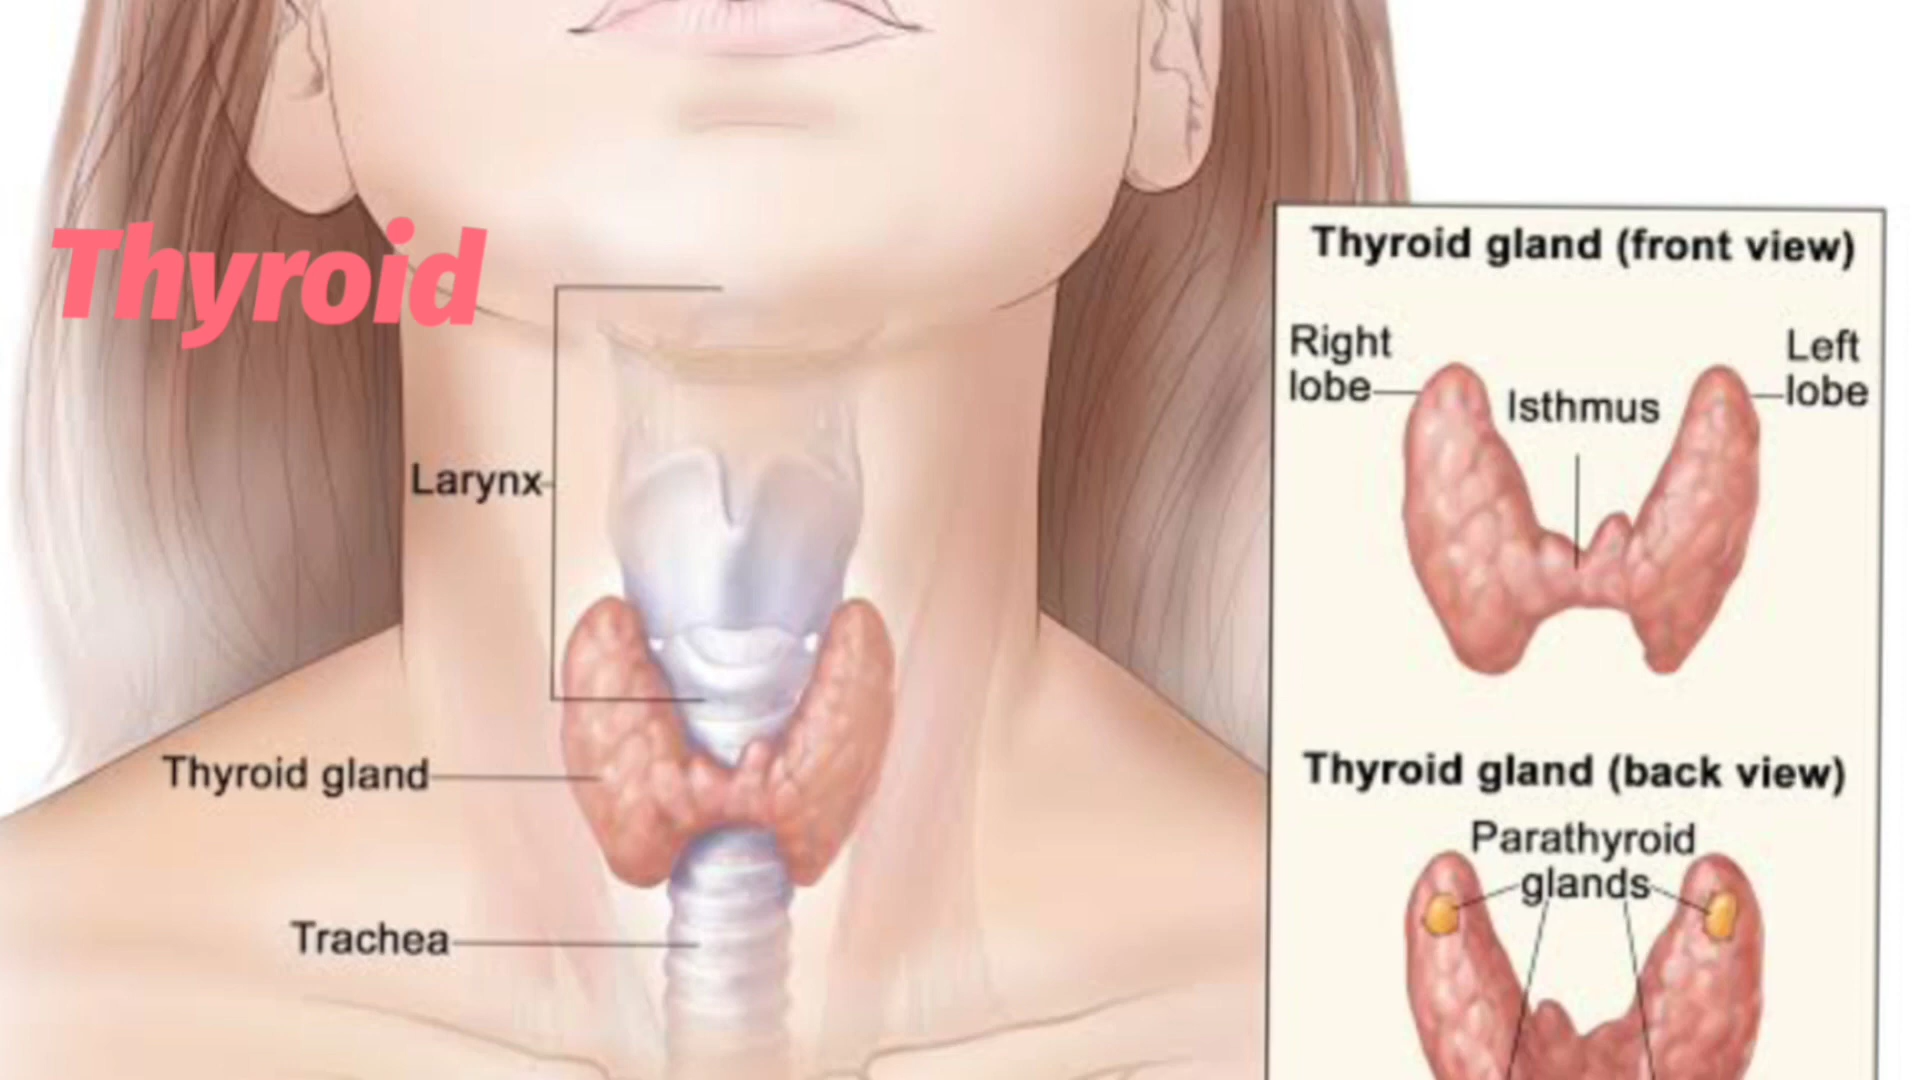 Thyroid
Larynx
Thyroid gland
Trachea
Thyroid gland (front view)
Right
lobe
Isthmus
Left
lobe
Thyroid gland (back view)
Parathyroid
glands